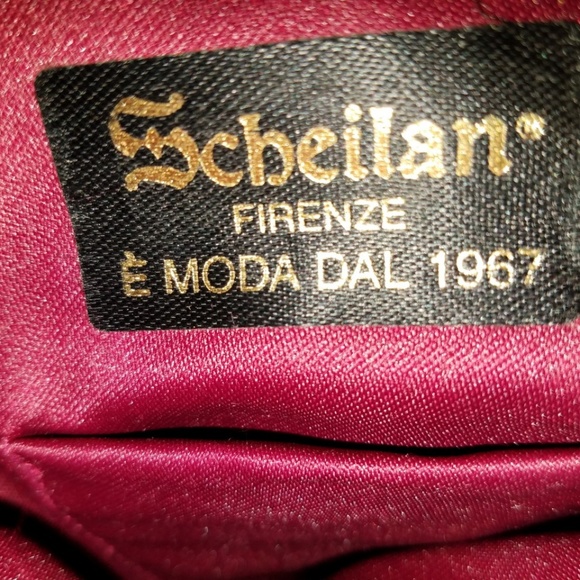 Scheilan®
FIRENZE
È MODA DAL 1967